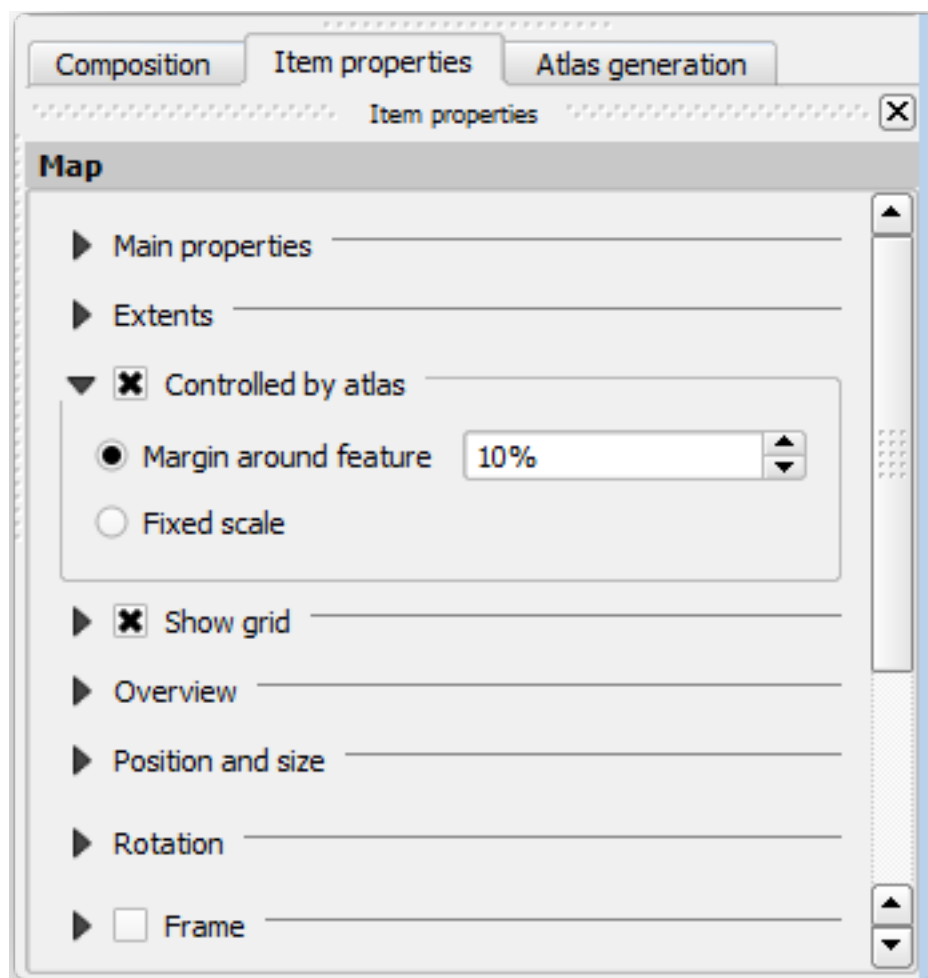 Composition Item properties Atlas generation
Item properties
Map
Main properties
Extents
Controlled by atlas
Margin around feature 10%
Fixed scale
Show grid
Overview
Position and size
Rotation
Frame